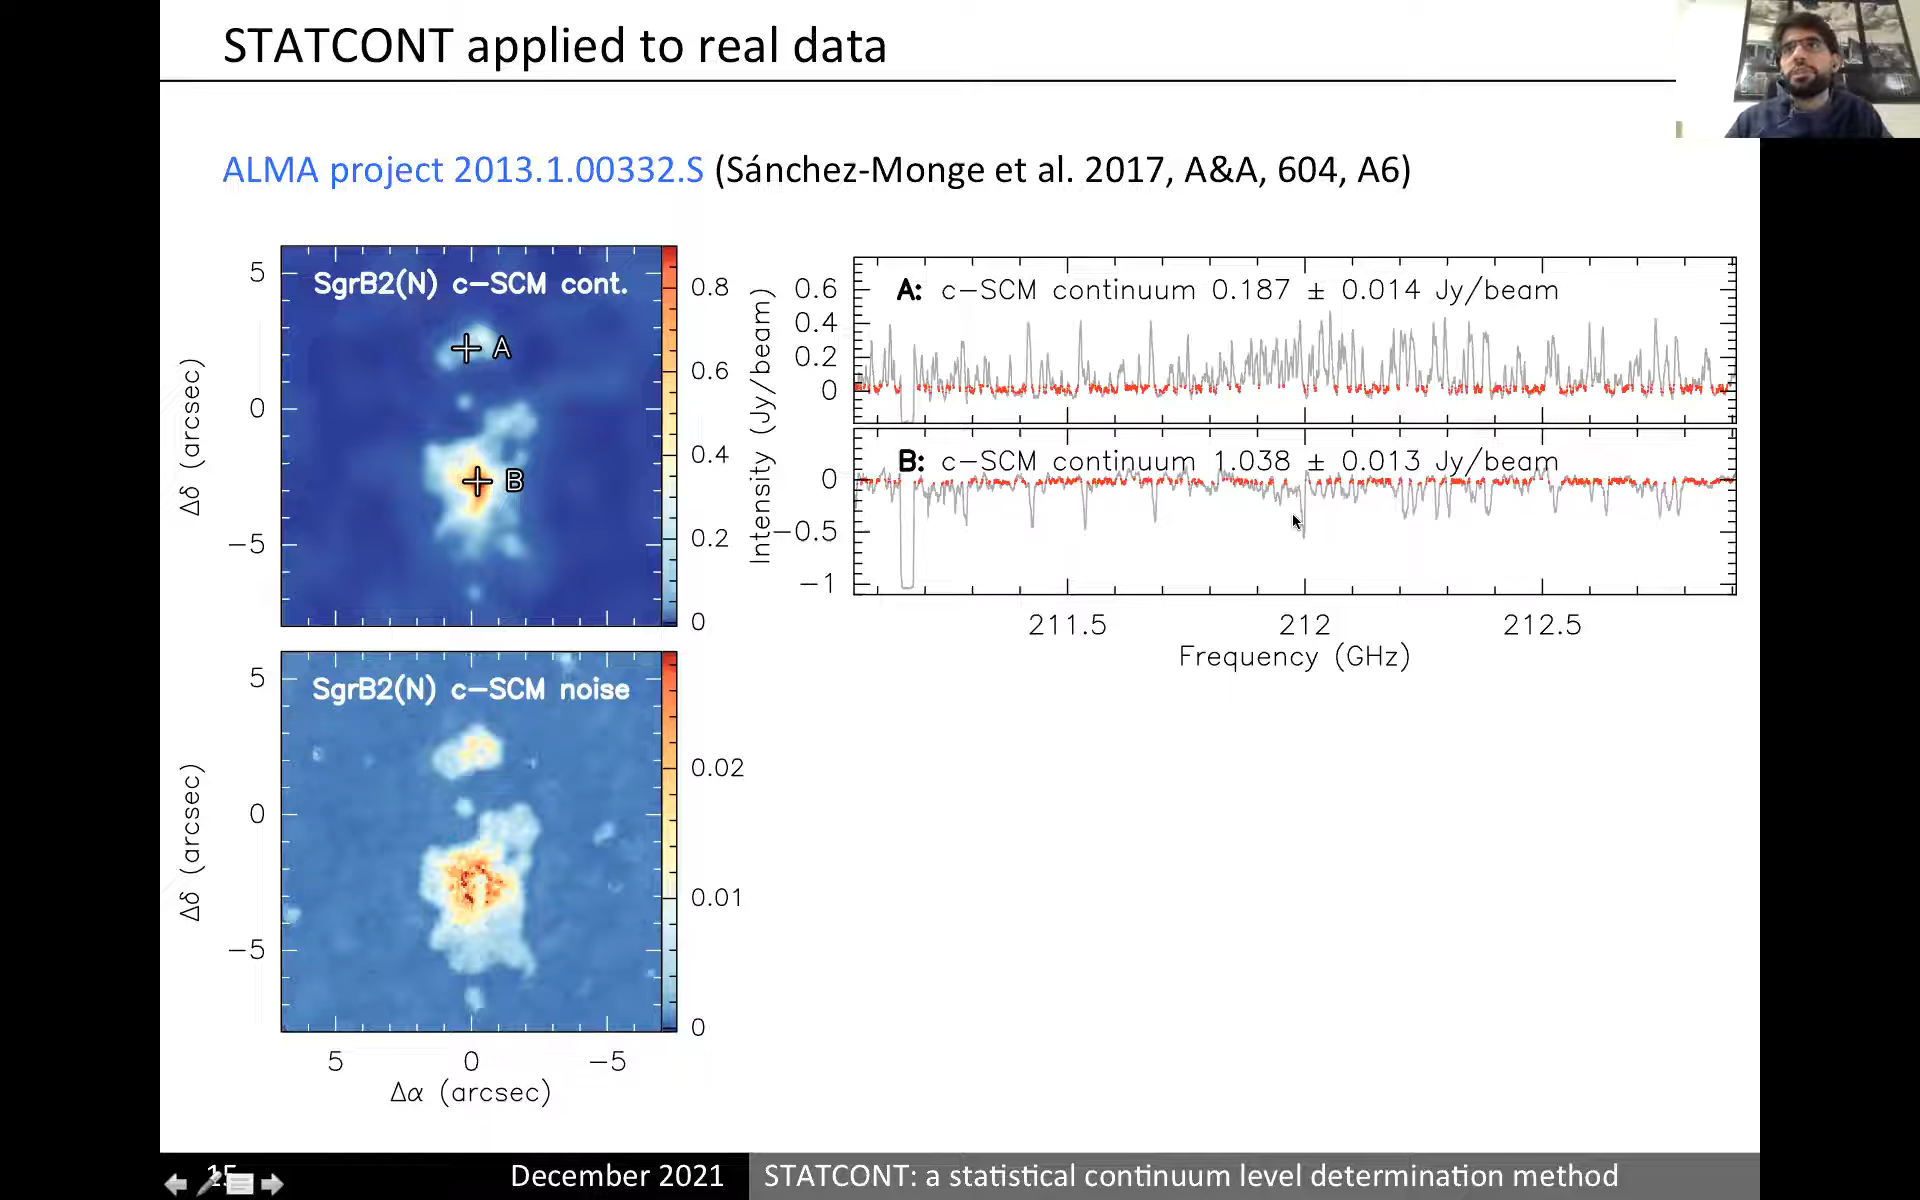 STATCONT applied to real data
ALMA project 2013.1.00332.S (Sánchez-Monge et al. 2017, A&A, 604, A6)
SgrB2(N) c-SCM cont.
A
B
5
0
-5
Δδ (arcsec)
0.8
0.6
0.4
0.2
0
Intensity (Jy/beam)
A: c-SCM continuum 0.187 ± 0.014 Jy/beam
0.6
0.4
0.2
0
B: c-SCM continuum 1.038 ± 0.013 Jy/beam
0
-0.5
-1
211.5 212 212.5
Frequency (GHz)
SgrB2(N) c-SCM noise
5
0
-5
Δδ (arcsec)
0.02
0.01
0
5 0 -5
Δα (arcsec)
15
December 2021
STATCONT: a statistical continuum level determination method